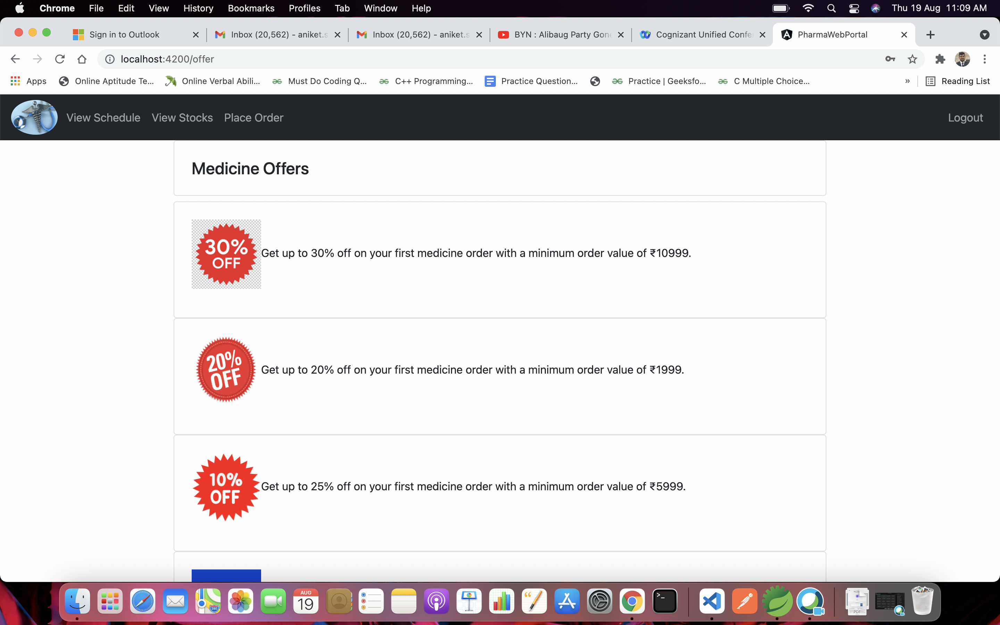 Chrome File Edit View History Bookmarks Profiles Tab Window Help Thu 19 Aug 11:09 AM
Sign in to Outlook Inbox (20,562) - aniket.s Inbox (20,562) - aniket.s BYN : Alibaug Party Gone Cognizant Unified Confer PharmaWebPortal
localhost:4200/offer
Apps Online Aptitude Te... Online Verbal Abili... Must Do Coding Q... C++ Programming... Practice Question... Practice | Geeksfo... C Multiple Choice... » Reading List
View Schedule View Stocks Place Order Logout
Medicine Offers
30%
OFF
Get up to 30% off on your first medicine order with a minimum order value of ₹10999.
20%
OFF
Get up to 20% off on your first medicine order with a minimum order value of ₹1999.
10%
OFF
Get up to 25% off on your first medicine order with a minimum order value of ₹5999.
AUG
19
280
>_
PDF